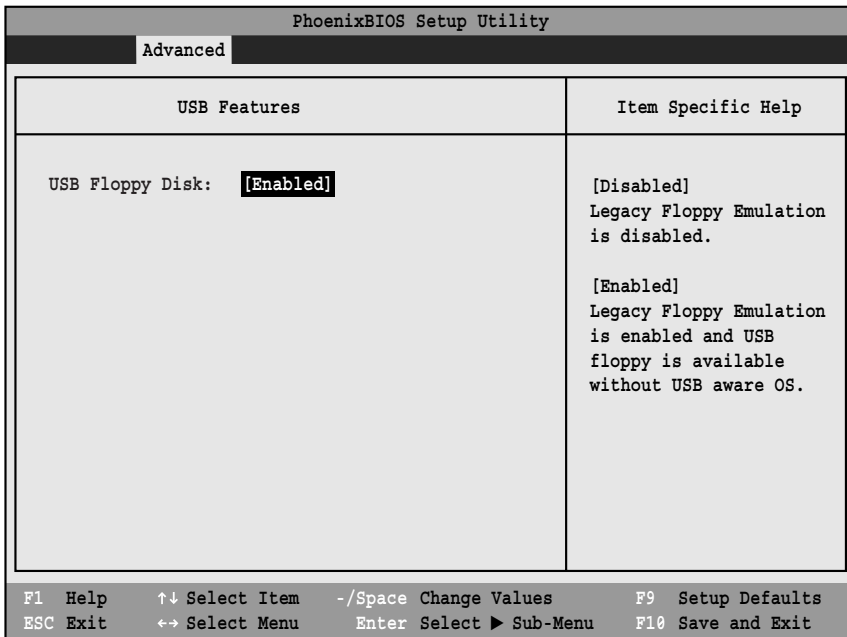 PhoenixBIOS Setup Utility
Advanced
USB Features
Item Specific Help
USB Floppy Disk: [Enabled]
[Disabled]
Legacy Floppy Emulation
is disabled.
[Enabled]
Legacy Floppy Emulation
is enabled and USB
floppy is available
without USB aware OS.
F1 Help ↑↓ Select Item -/Space Change Values F9 Setup Defaults
ESC Exit ←→ Select Menu Enter Select ▶ Sub-Menu F10 Save and Exit